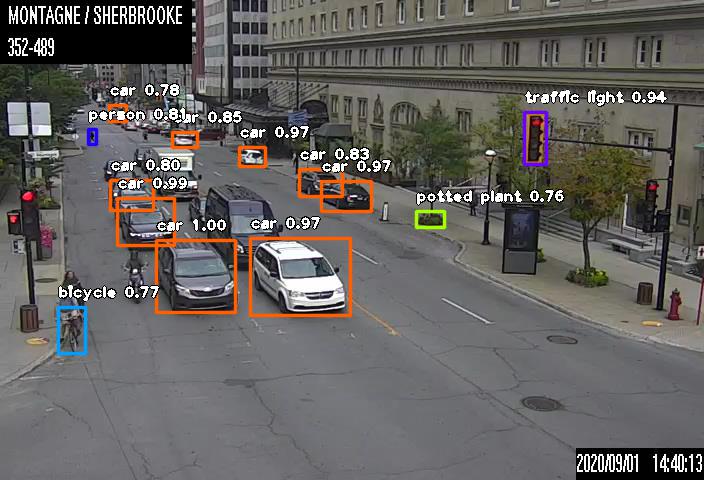 MONTAGNE / SHERBROOKE
352-489
car 0.78
person 0.81
0.85
car 0.97
car 0.80
car 0.83
car 0.97
car 0.99
traffic light 0.94
potted plant 0.76
car 1.00
car 0.97
bicycle 0.77
2020/09/01 14:40:13